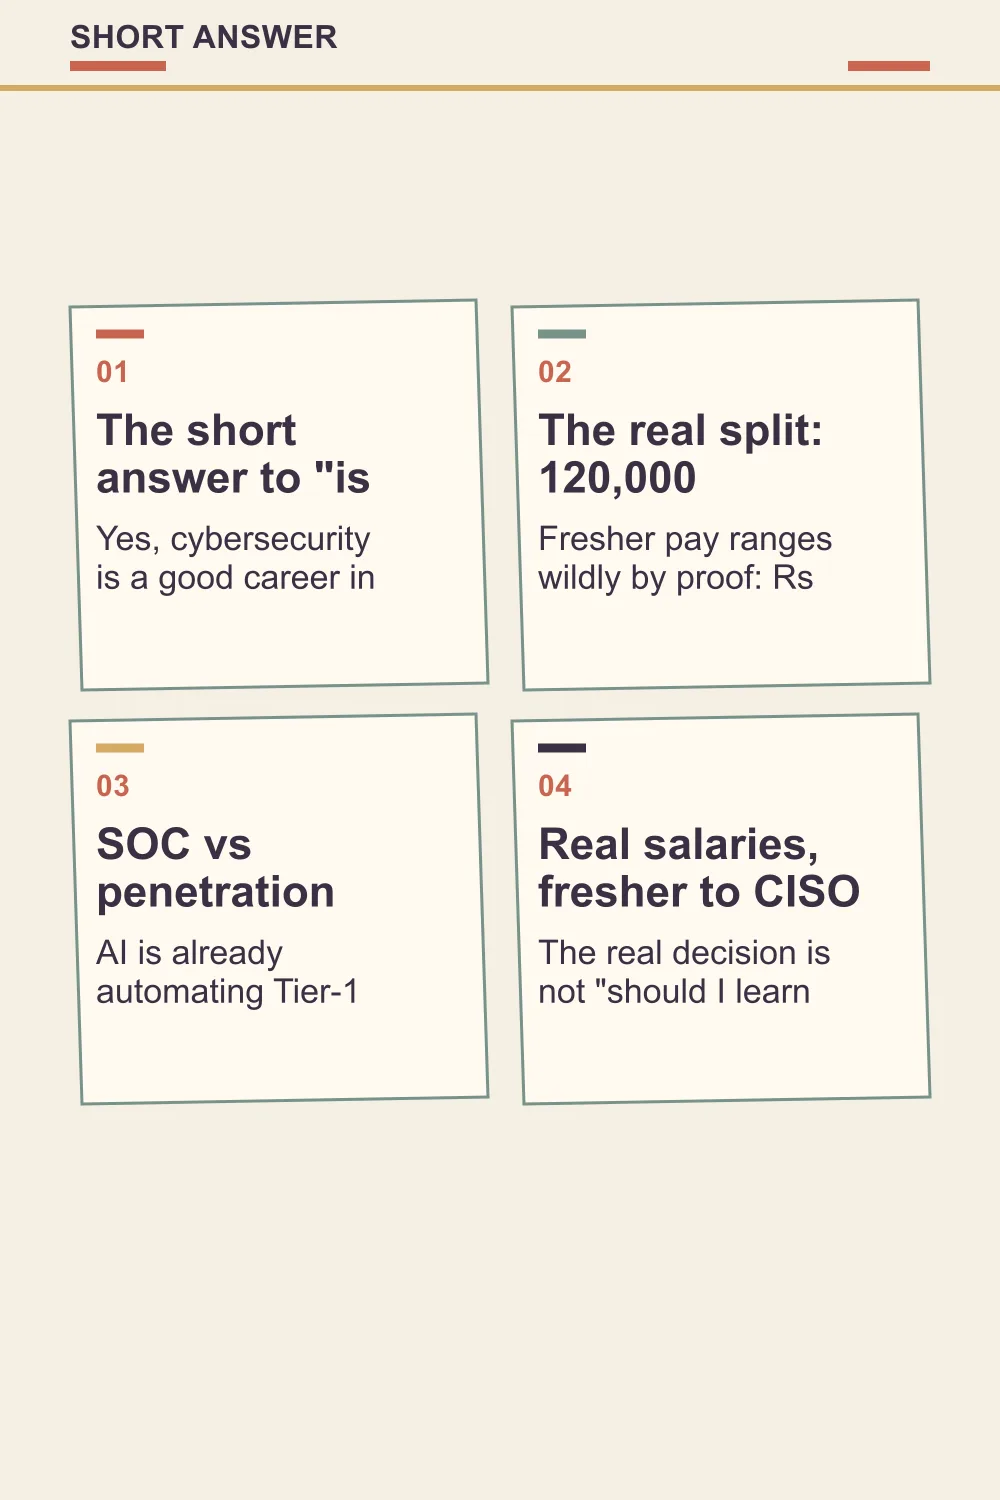 SHORT ANSWER
01
The short
answer to "is
Yes, cybersecurity
is a good career in
02
The real split:
120,000
Fresher pay ranges
wildly by proof: Rs
03
SOC vs
penetration
AI is already
automating Tier-1
04
Real salaries,
fresher to CISO
The real decision is
not "should I learn